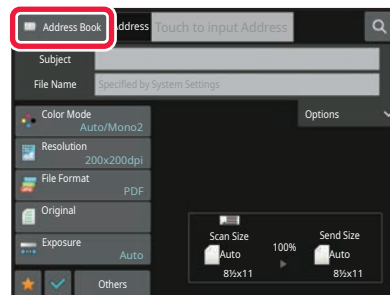 Address Book Address Touch to input Address
Subject
File Name Specified by System Settings
Color Mode
Auto/Mono2
Options
Resolution
200x200dpi
File Format
PDF
Original
Scan Size 100% Send Size
Exposure
Auto
Auto Auto
8½x11 8½x11
Others